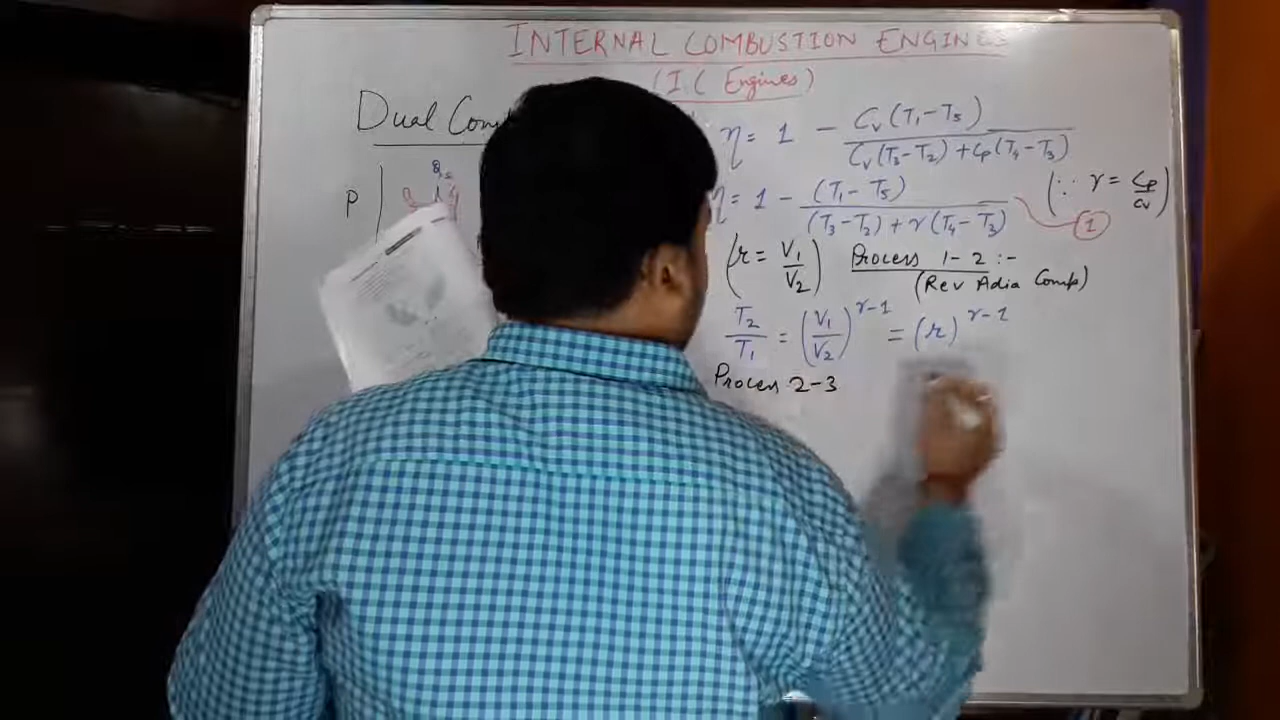 INTERNAL COMBUSTION ENGINES
(I.C Engines)
Dual Com
η = 1 - Cv(T1-T5) / Cv(T3-T2)+Cp(T4-T3)
P
η = 1 - (T1-T5) / (T3-T2)+γ(T4-T3)
(∵ γ = Cp/Cv)
1
(r = V1/V2) Process 1-2 :-
(Rev Adia Comp)
T2/T1 = (V1/V2)^γ-1 = (r)^γ-1
Process 2-3